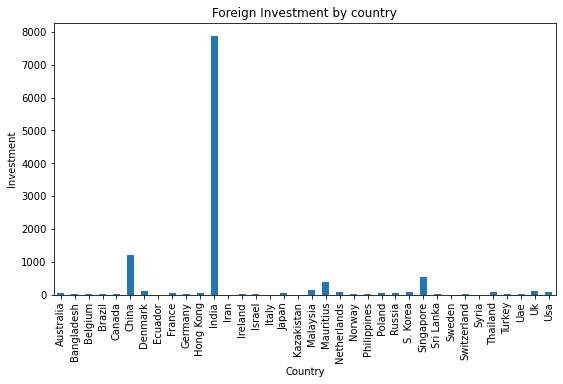 Foreign Investment by country
8000
7000
6000
5000
4000
3000
2000
1000
0
Investment
Australia
Bangladesh
Belgium
Brazil
Canada
China
Denmark
Ecuador
France
Germany
Hong Kong
India
Iran
Ireland
Israel
Italy
Japan
Kazakistan
Malaysia
Mauritius
Netherlands
Norway
Philippines
Poland
Russia
S. Korea
Singapore
Sri Lanka
Sweden
Switzerland
Syria
Thailand
Turkey
Uae
Uk
Usa
Country